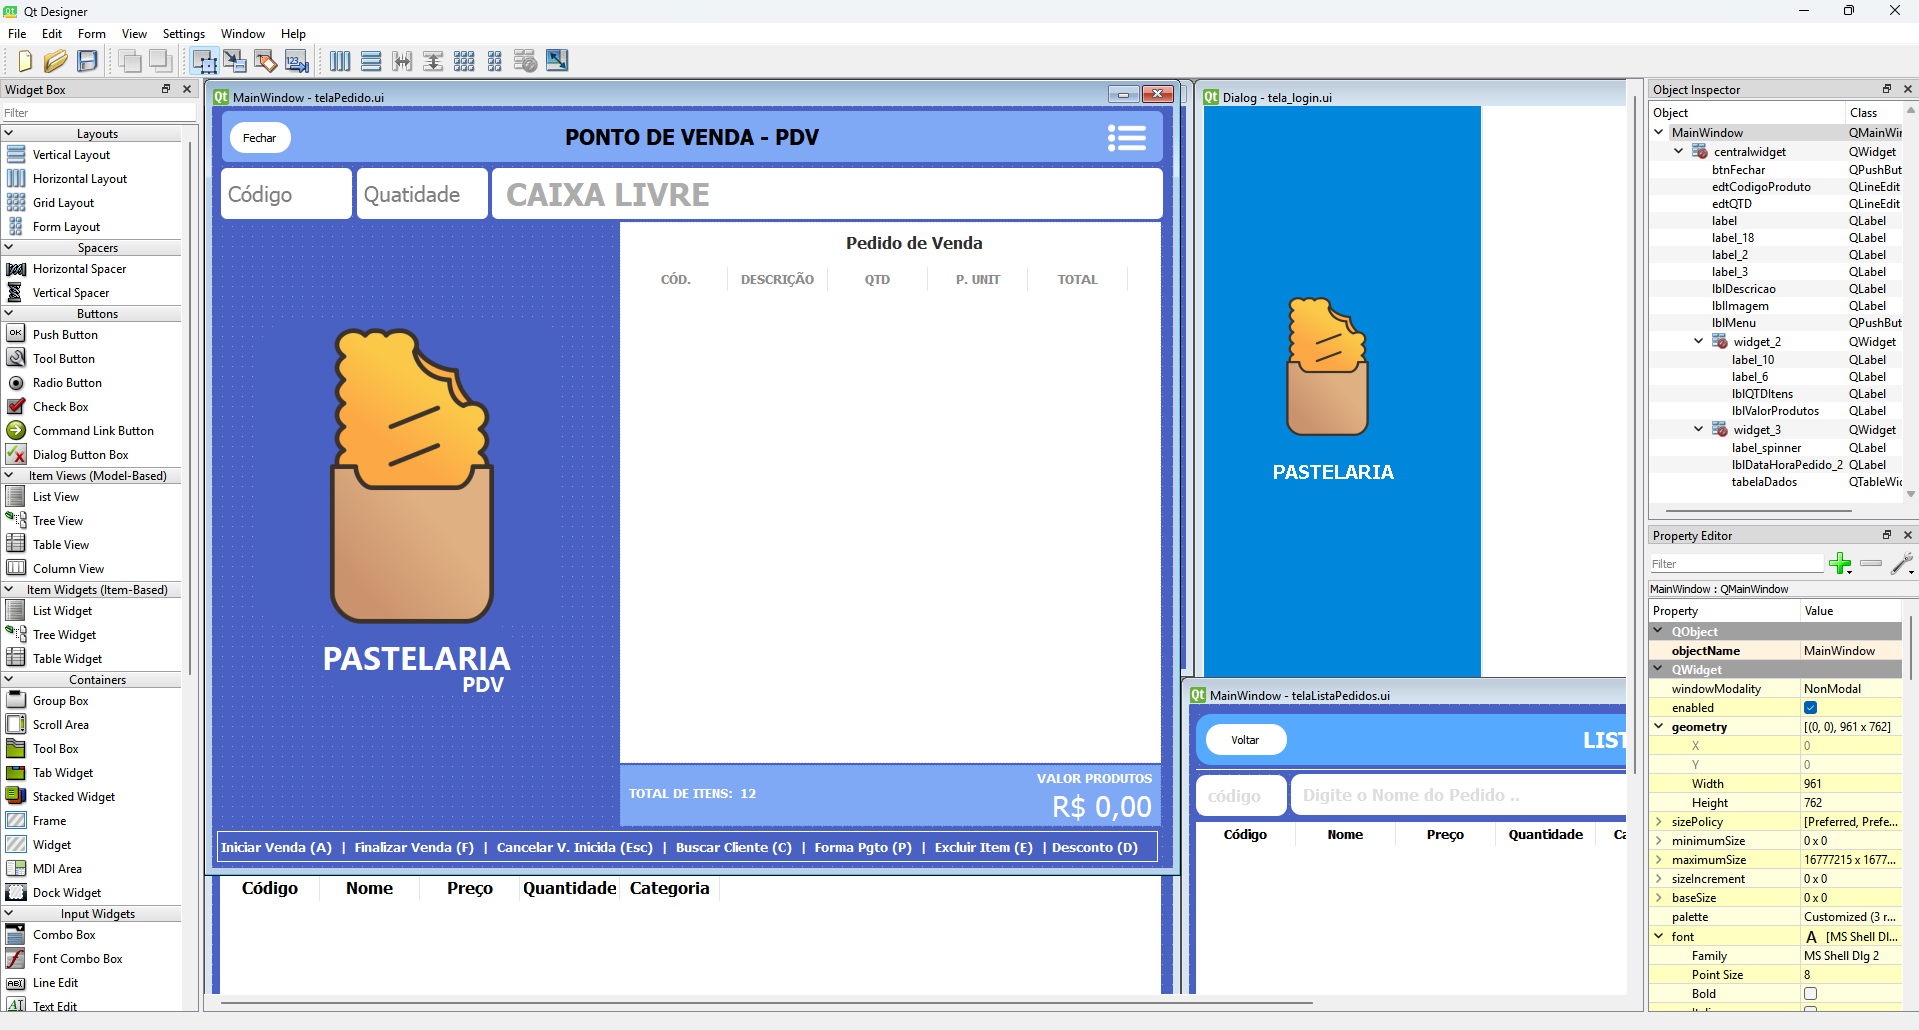 Qt Designer
File Edit Form View Settings Window Help
Widget Box
Filter
Layouts
Vertical Layout
Horizontal Layout
Grid Layout
Form Layout
Spacers
Horizontal Spacer
Vertical Spacer
Buttons
Push Button
Tool Button
Radio Button
Check Box
Command Link Button
Dialog Button Box
Item Views (Model-Based)
List View
Tree View
Table View
Column View
Item Widgets (Item-Based)
List Widget
Tree Widget
Table Widget
Containers
Group Box
Scroll Area
Tool Box
Tab Widget
Stacked Widget
Frame
Widget
MDI Area
Dock Widget
Input Widgets
Combo Box
Font Combo Box
Line Edit
Text Edit
MainWindow - telaPedido.ui
Fechar
PONTO DE VENDA - PDV
Código
Quatidade
CAIXA LIVRE
Pedido de Venda
CÓD. DESCRIÇÃO QTD P. UNIT TOTAL
PASTELARIA
PDV
TOTAL DE ITENS: 12
VALOR PRODUTOS
R$ 0,00
Iniciar Venda (A) | Finalizar Venda (F) | Cancelar V. Inicida (Esc) | Buscar Cliente (C) | Forma Pgto (P) | Excluir Item (E) | Desconto (D)
Código Nome Preço Quantidade Categoria
Dialog - tela_login.ui
PASTELARIA
MainWindow - telaListaPedidos.ui
Voltar
LIST
código
Digite o Nome do Pedido ..
Código Nome Preço Quantidade Ca
Object Inspector
Object Class
MainWindow QMainWin
centralwidget QWidget
btnFechar QPushBut
edtCodigoProduto QLineEdit
edtQTD QLineEdit
label QLabel
label_18 QLabel
label_2 QLabel
label_3 QLabel
lblDescricao QLabel
lblImagem QLabel
lblMenu QPushBut
widget_2 QWidget
label_10 QLabel
label_6 QLabel
lblQTDItens QLabel
lblValorProdutos QLabel
widget_3 QWidget
label_spinner QLabel
lblDataHoraPedido_2 QLabel
tabelaDados QTableWi
Property Editor
Filter
MainWindow : QMainWindow
Property Value
QObject
objectName MainWindow
QWidget
windowModality NonModal
enabled
geometry [(0, 0), 961 x 762]
X 0
Y 0
Width 961
Height 762
sizePolicy [Preferred, Prefe...
minimumSize 0 x 0
maximumSize 16777215 x 1677...
sizeIncrement 0 x 0
baseSize 0 x 0
palette Customized (3 r...
font A [MS Shell Dl...
Family MS Shell Dlg 2
Point Size 8
Bold